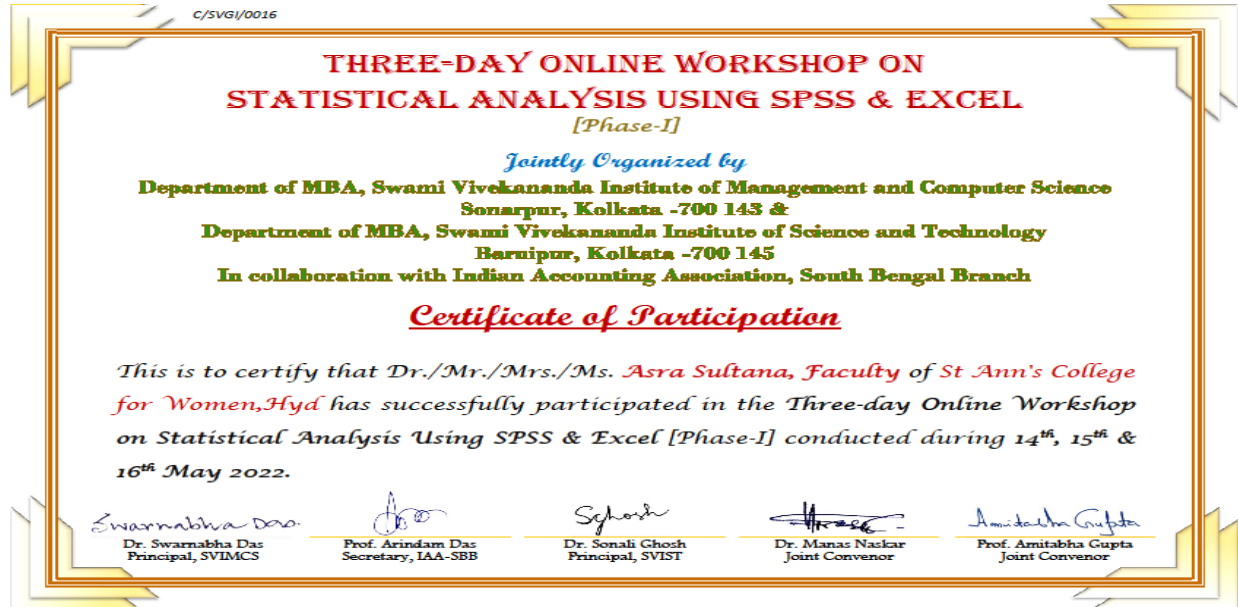 C/SVGI/0016
THREE-DAY ONLINE WORKSHOP ON
STATISTICAL ANALYSIS USING SPSS & EXCEL
[Phase-I]
Jointly Organized by
Department of MBA, Swami Vivekananda Institute of Management and Computer Science
Sonarpur, Kolkata -700 143 &
Department of MBA, Swami Vivekananda Institute of Science and Technology
Baruipur, Kolkata -700 145
In collaboration with Indian Accounting Association, South Bengal Branch
Certificate of Participation
This is to certify that Dr./Mr./Mrs./Ms. Asra Sultana, Faculty of St Ann's College
for Women,Hyd has successfully participated in the Three-day Online Workshop
on Statistical Analysis Using SPSS & Excel [Phase-I] conducted during 14th, 15th &
16th May 2022.
Swarnabha Das. Sghosh Amitabha Gupta
Dr. Swarnabha Das Prof. Arindam Das Dr. Sonali Ghosh Dr. Manas Naskar Prof. Amitabha Gupta
Principal, SVIMCS Secretary, IAA-SBB Principal, SVIST Joint Convenor Joint Convenor